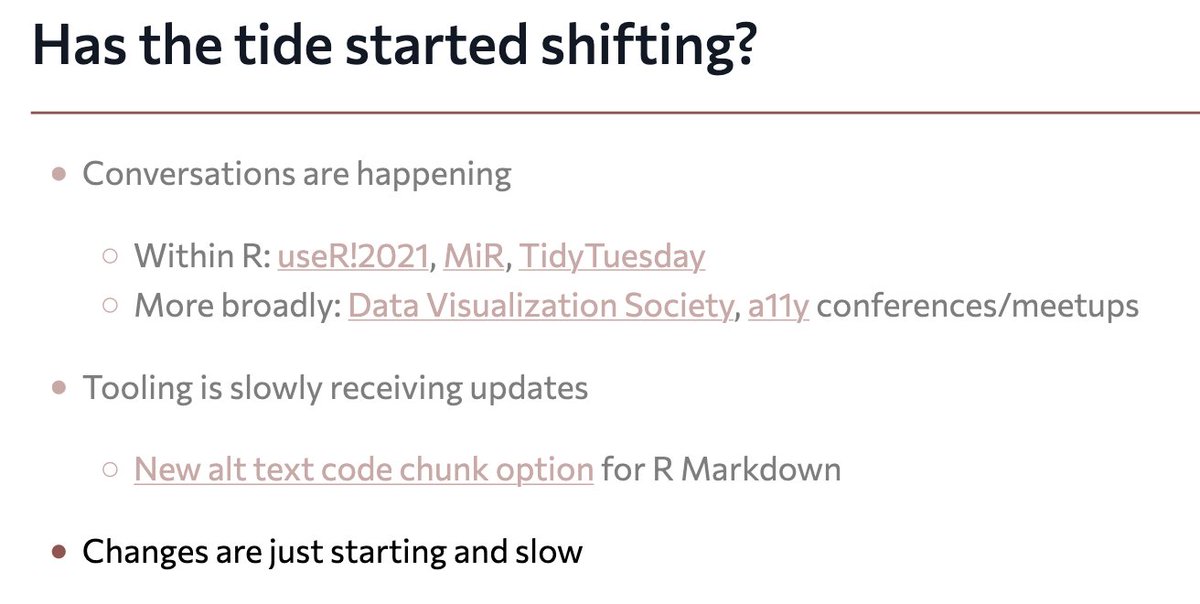 Has the tide started shifting?
Conversations are happening
Within R: useR!2021, MiR, TidyTuesday
More broadly: Data Visualization Society, a11y conferences/meetups
Tooling is slowly receiving updates
New alt text code chunk option for R Markdown
Changes are just starting and slow